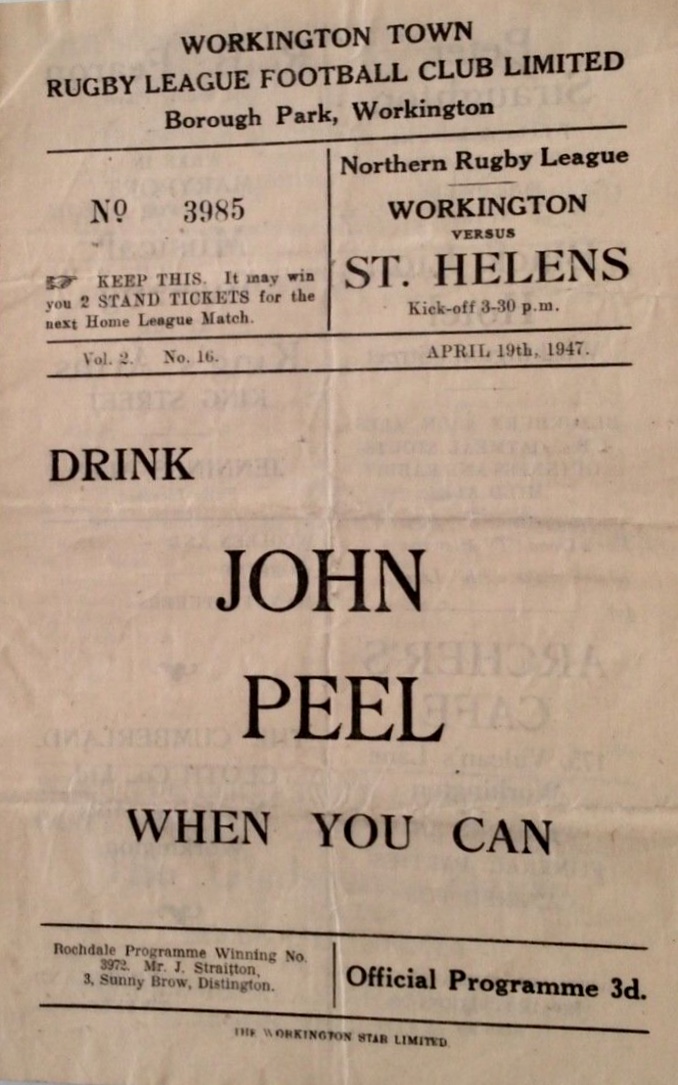 WORKINGTON TOWN
RUGBY LEAGUE FOOTBALL CLUB LIMITED
Borough Park, Workington
Nº 3985
☞ KEEP THIS. It may win
you 2 STAND TICKETS for the
next Home League Match.
Northern Rugby League
WORKINGTON
VERSUS
ST. HELENS
Kick-off 3-30 p.m.
Vol. 2. No. 16.
APRIL 19th, 1947.
DRINK
JOHN
PEEL
WHEN YOU CAN
Rochdale Programme Winning No.
3972. Mr. J. Straitton,
3, Sunny Brow, Distington.
Official Programme 3d.
THE WORKINGTON STAR LIMITED